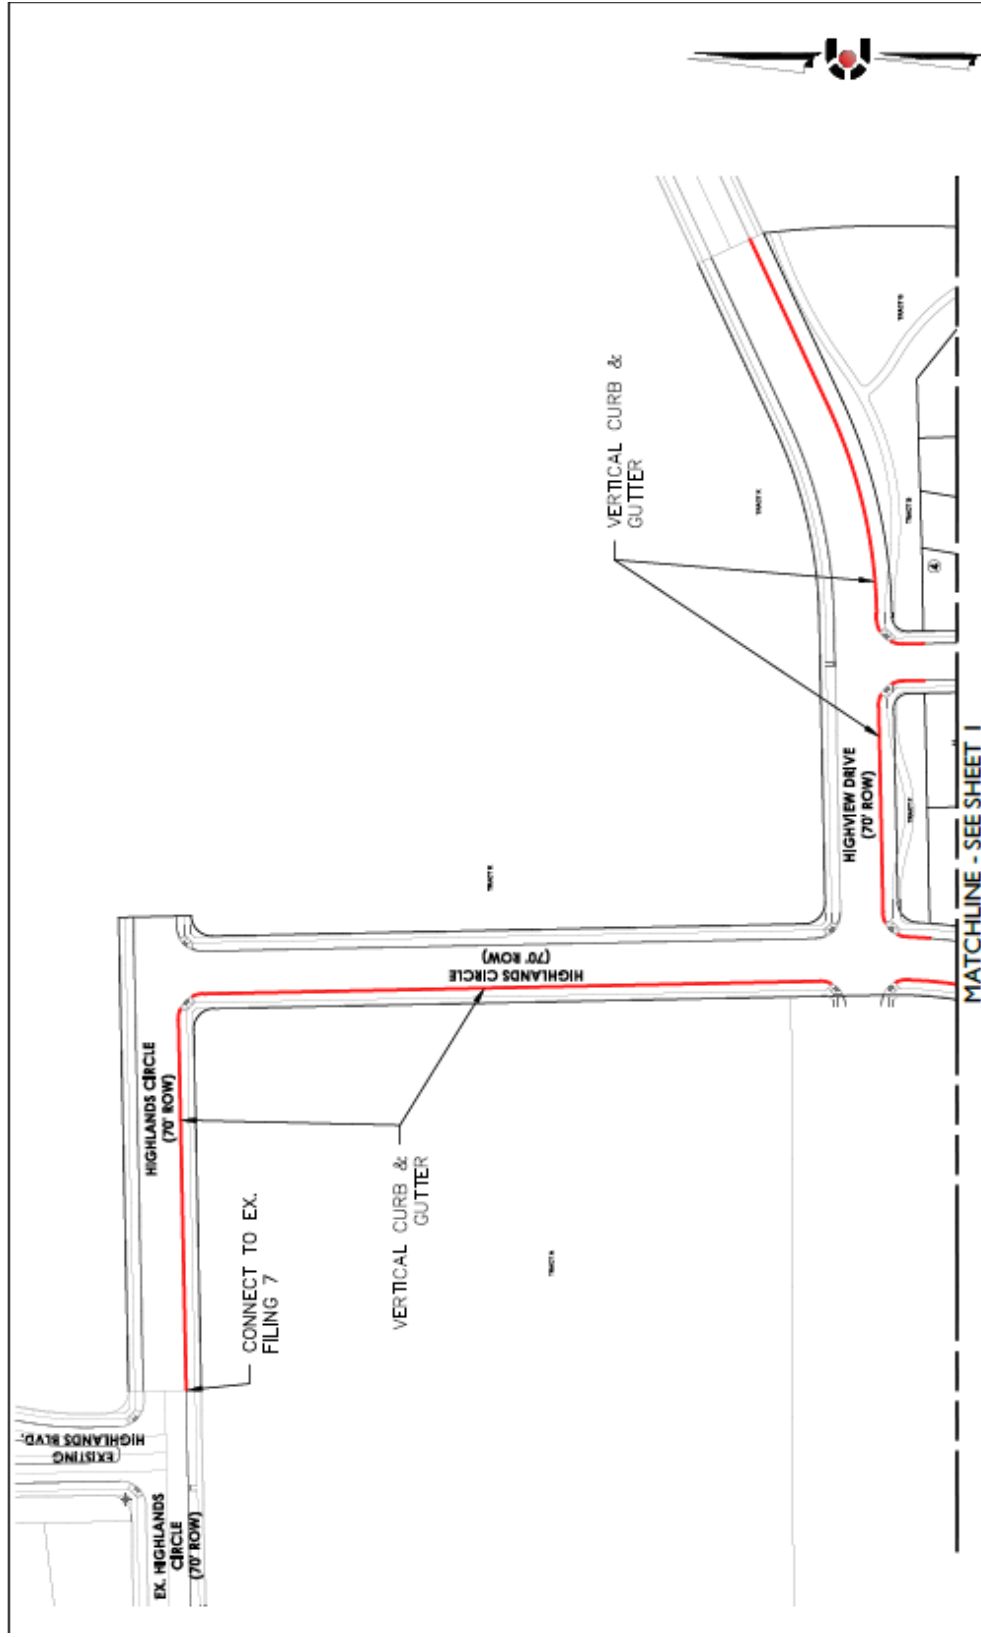 VERTICAL CURB &
GUTTER
HIGHVIEW DRIVE
(70' ROW)
MATCHLINE - SEE SHEET 1
HIGHLANDS CIRCLE
(70' ROW)
HIGHLANDS CIRCLE
(70' ROW)
VERTICAL CURB &
GUTTER
CONNECT TO EX.
FILING 7
EXISTING
HIGHLANDS BLVD.
EX. HIGHLANDS
CIRCLE
(70' ROW)
4